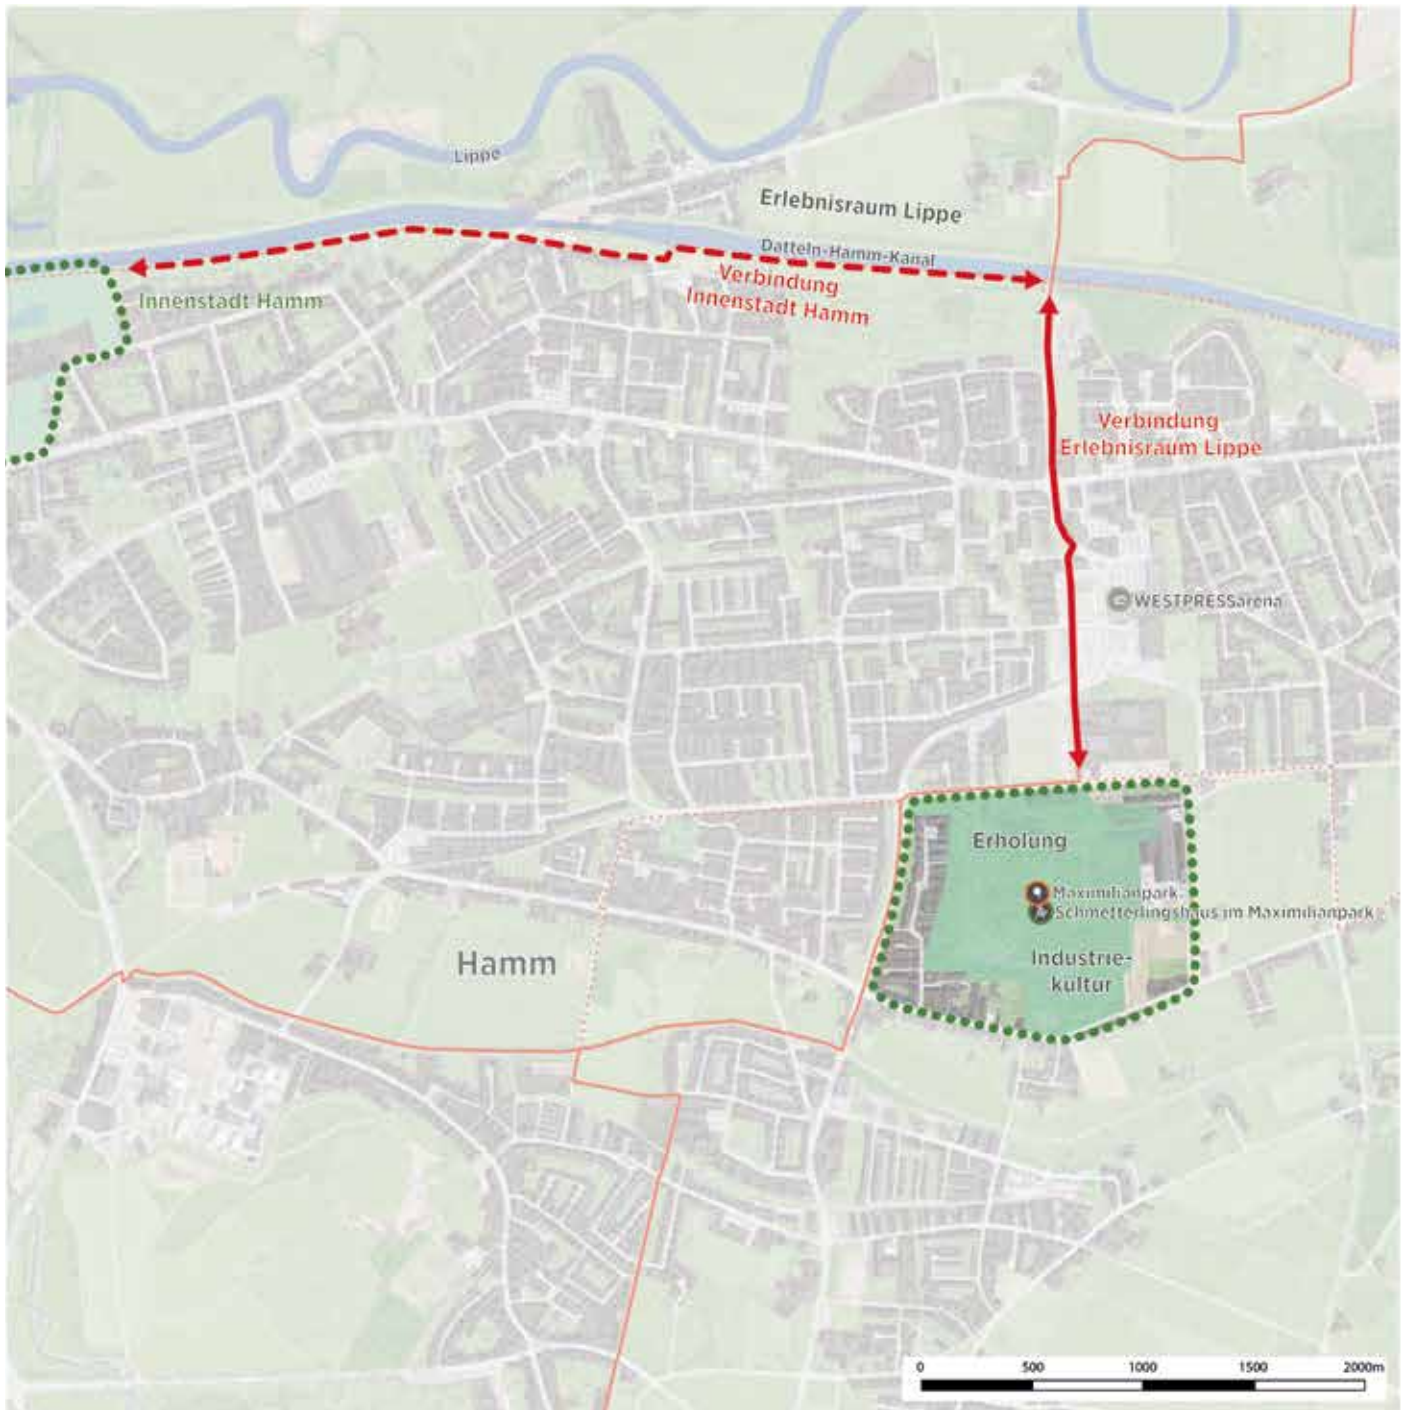 Lippe
Erlebnisraum Lippe
Datteln-Hamm-Kanal
Verbindung
Innenstadt Hamm
Innenstadt Hamm
Verbindung
Erlebnisraum Lippe
WESTPRESSarena
Erholung
Maximilianpark
Schmetterlingshaus im Maximilianpark
Industrie-
kultur
Hamm
0 500 1000 1500 2000m